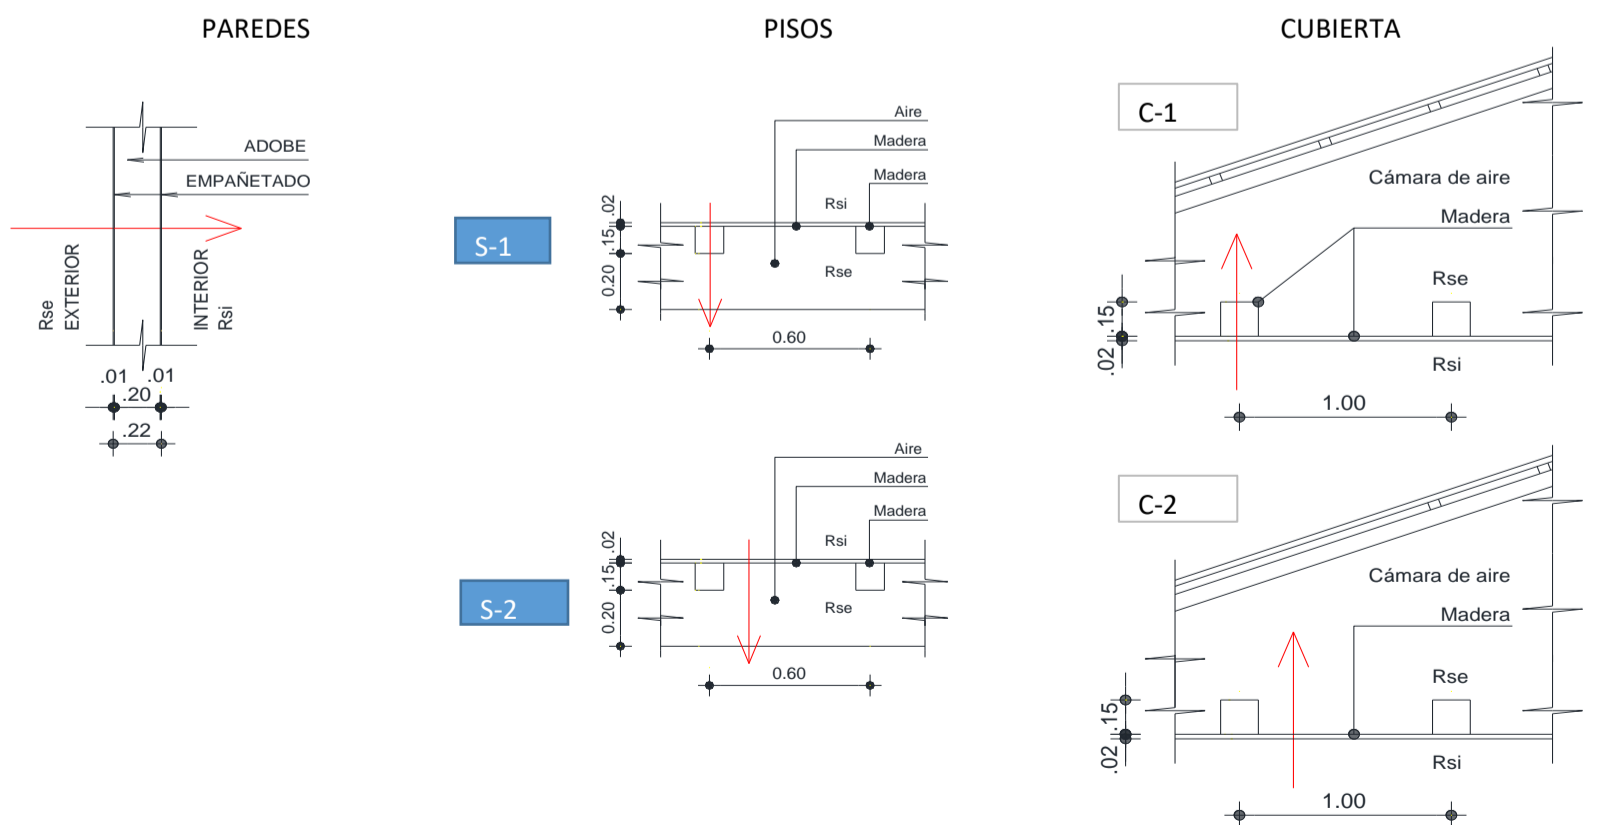 PAREDES
ADOBE
EMPAÑETADO
Rse
EXTERIOR
INTERIOR
Rsi
.01 .01
.20
.22
PISOS
S-1
Aire
Madera
Madera
Rsi
Rse
.02
.15
0.20
0.60
S-2
Aire
Madera
Madera
Rsi
Rse
.02
.15
0.20
0.60
CUBIERTA
C-1
Cámara de aire
Madera
Rse
Rsi
.15
.02
1.00
C-2
Cámara de aire
Madera
Rse
Rsi
.15
.02
1.00